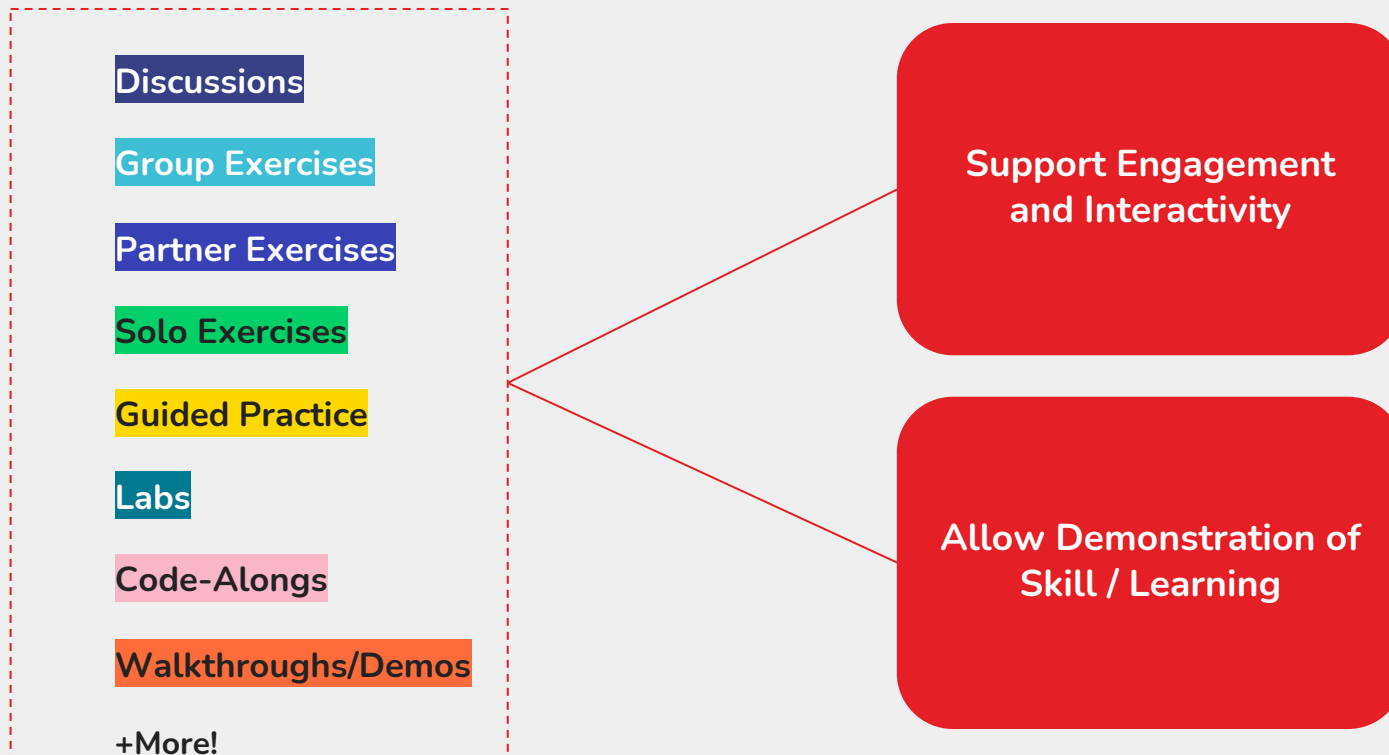 Discussions
Group Exercises
Partner Exercises
Solo Exercises
Guided Practice
Labs
Code-Alongs
Walkthroughs/Demos
+More!
Support Engagement
and Interactivity
Allow Demonstration of
Skill / Learning